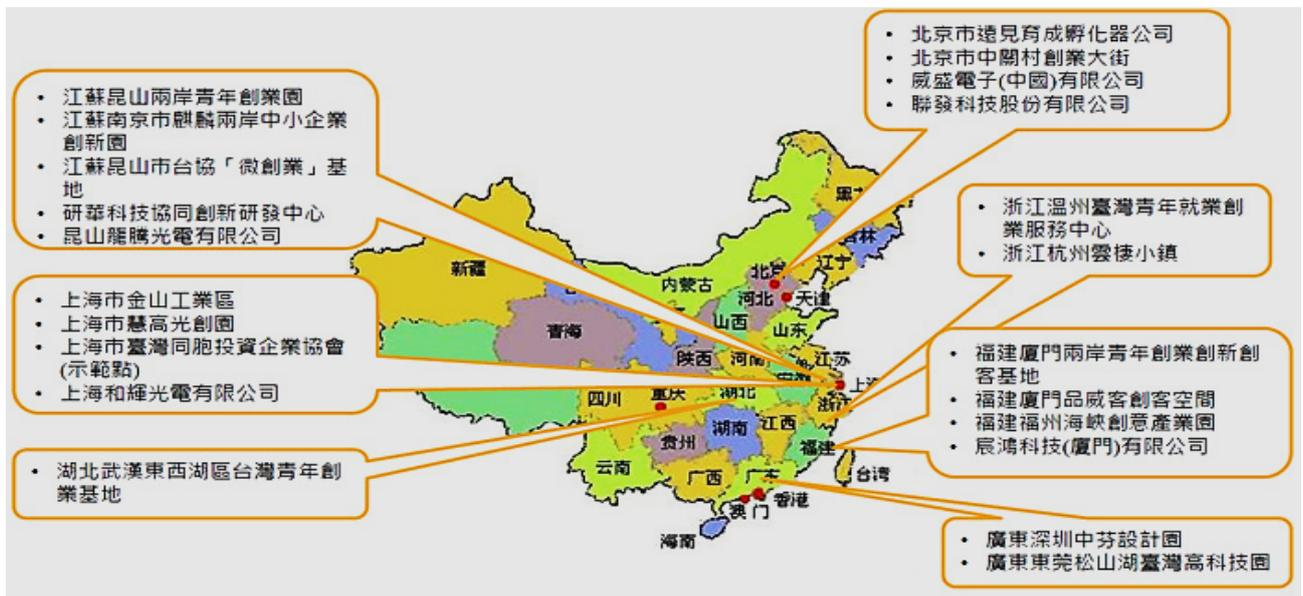 • 北京市遠見育成孵化器公司
• 北京市中關村創業大街
• 威盛電子(中國)有限公司
• 聯發科技股份有限公司
• 江蘇昆山兩岸青年創業園
• 江蘇南京市麒麟兩岸中小企業
創新園
• 江蘇昆山市台協「微創業」基
地
• 研華科技協同創新研發中心
• 昆山龍騰光電有限公司
• 浙江溫州臺灣青年就業創
業服務中心
• 浙江杭州雲棲小鎮
• 上海市金山工業區
• 上海市慧高光創園
• 上海市臺灣同胞投資企業協會
(示範點)
• 上海和輝光電有限公司
• 福建廈門兩岸青年創業創新創
客基地
• 福建廈門品威客創客空間
• 福建福州海峽創意產業園
• 宸鴻科技(廈門)有限公司
• 湖北武漢東西湖區台灣青年創
業基地
• 廣東深圳中芬設計園
• 廣東東莞松山湖臺灣高科技園
黑
吉林
辽宁
新疆
内蒙古
北京
河北
天津
山西
山东
青海
陕西
河南
江苏
上海
四川
重庆
湖北
浙江
湖南
江西
贵州
福建
云南
广西
广东
台湾
香港
澳门
海南